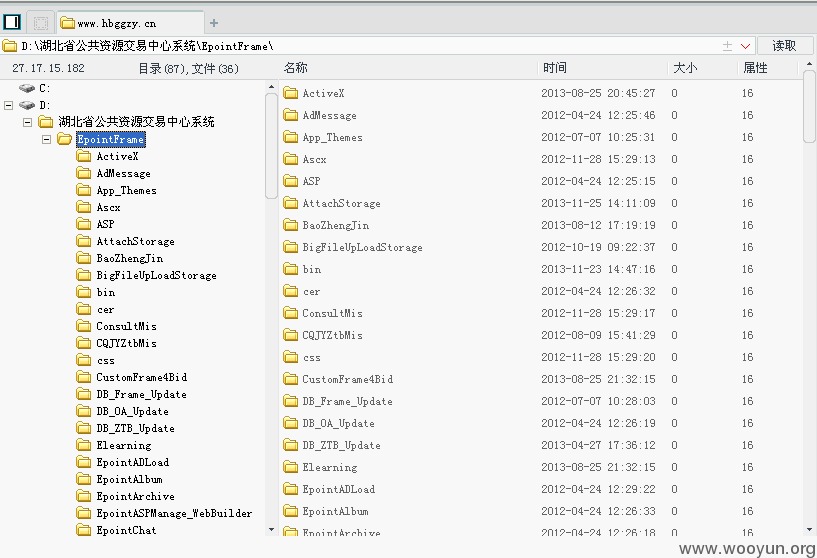 www.hbggzy.cn
D:\湖北省公共资源交易中心系统\EpointFrame\ 读取
27.17.15.182 目录(87),文件(36) 名称 时间 大小 属性
C:
D:
湖北省公共资源交易中心系统
EpointFrame
ActiveX
AdMessage
App_Themes
Ascx
ASP
AttachStorage
BaoZhengJin
BigFileUpLoadStorage
bin
cer
ConsultMis
CQJYZtbMis
css
CustomFrame4Bid
DB_Frame_Update
DB_OA_Update
DB_ZTB_Update
Elearning
EpointADLoad
EpointAlbum
EpointArchive
EpointASPManage_WebBuilder
EpointChat
ActiveX 2013-08-25 20:45:27 0 16
AdMessage 2012-04-24 12:25:46 0 16
App_Themes 2012-07-07 10:25:31 0 16
Ascx 2012-11-28 15:29:13 0 16
ASP 2012-04-24 12:25:15 0 16
AttachStorage 2013-11-25 14:11:09 0 16
BaoZhengJin 2013-08-12 17:19:19 0 16
BigFileUpLoadStorage 2012-10-19 09:22:37 0 16
bin 2013-11-23 14:47:16 0 16
cer 2012-04-24 12:26:32 0 16
ConsultMis 2012-11-28 15:29:17 0 16
CQJYZtbMis 2012-08-09 15:41:29 0 16
css 2012-11-28 15:29:20 0 16
CustomFrame4Bid 2013-08-25 21:32:15 0 16
DB_Frame_Update 2012-07-07 10:28:03 0 16
DB_OA_Update 2012-04-24 12:26:19 0 16
DB_ZTB_Update 2013-04-27 17:36:12 0 16
Elearning 2013-08-25 21:32:15 0 16
EpointADLoad 2012-04-24 12:29:22 0 16
EpointAlbum 2012-04-24 12:26:33 0 16
EpointArchive 2012-04-24 12:26:18 0 16
www.wooyun.org